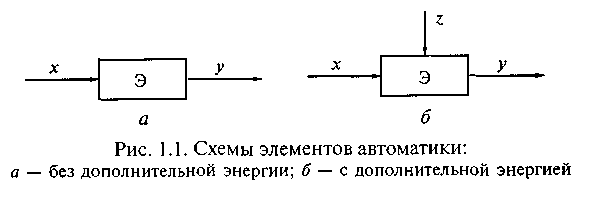 z
x Э y x Э y
а б
Рис. 1.1. Схемы элементов автоматики:
а — без дополнительной энергии; б — с дополнительной энергией